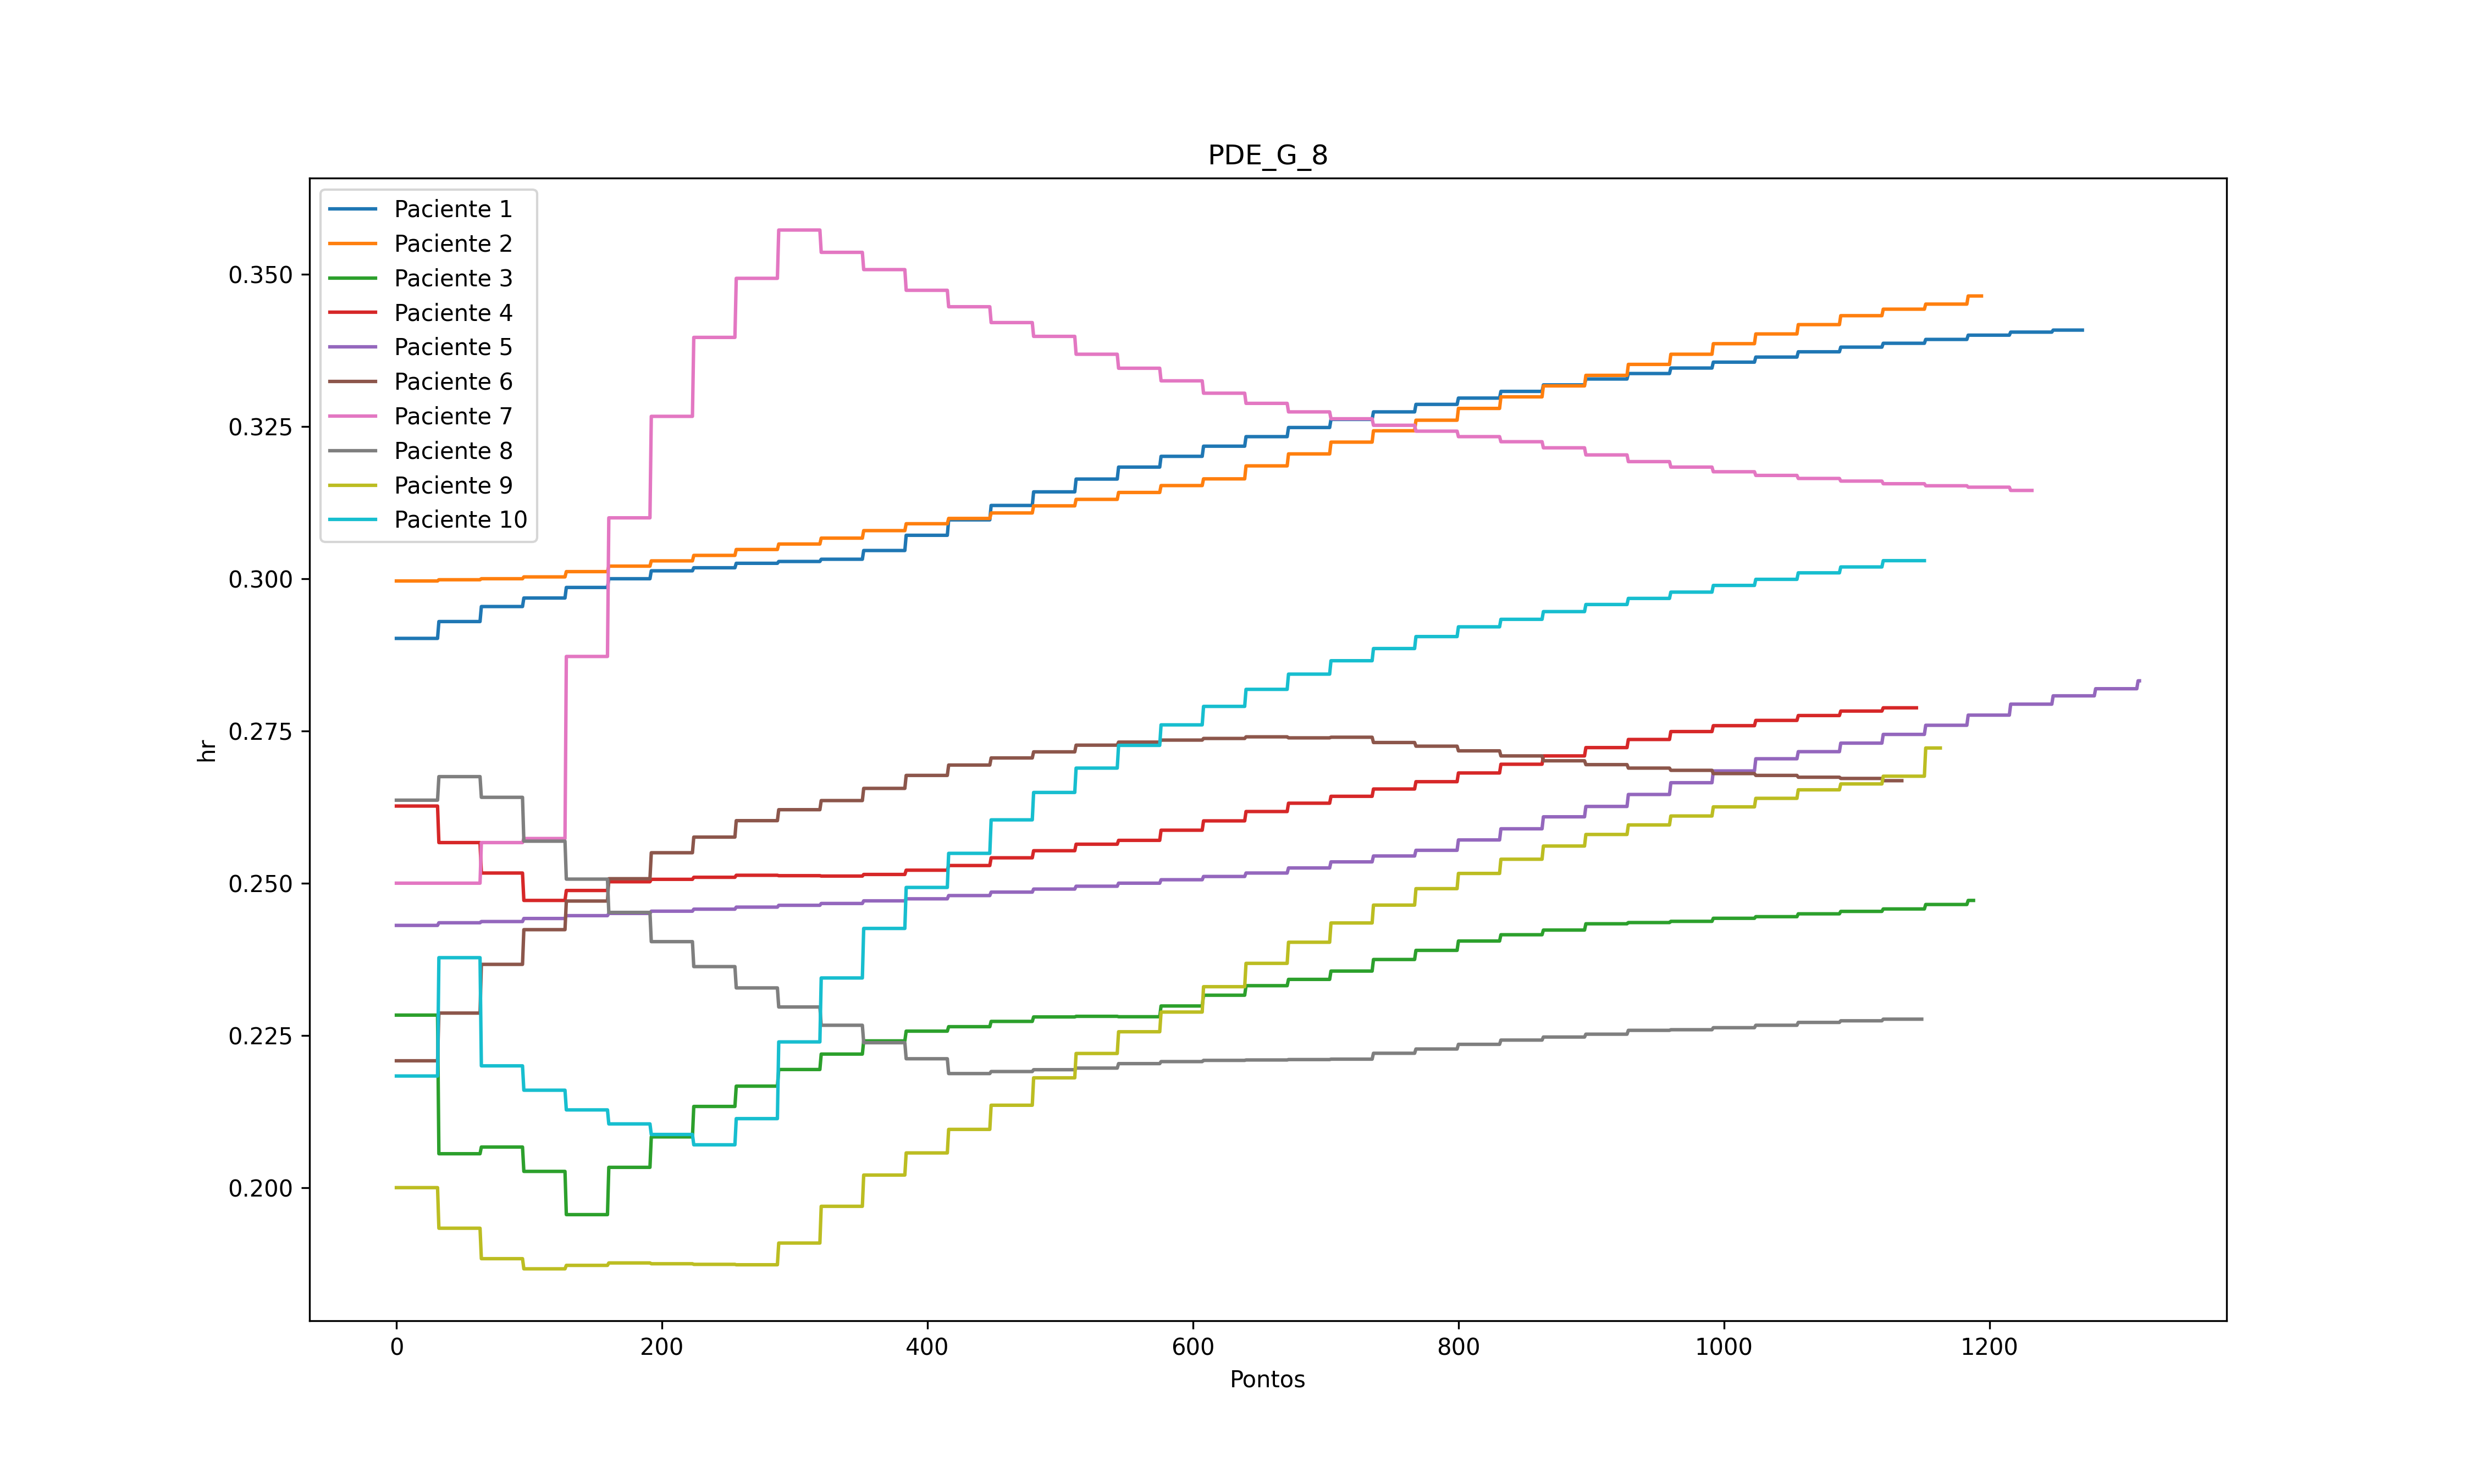 PDE_G_8
Paciente 1
Paciente 2
Paciente 3
Paciente 4
Paciente 5
Paciente 6
Paciente 7
Paciente 8
Paciente 9
Paciente 10
hr
0.350
0.325
0.300
0.275
0.250
0.225
0.200
0 200 400 600 800 1000 1200
Pontos